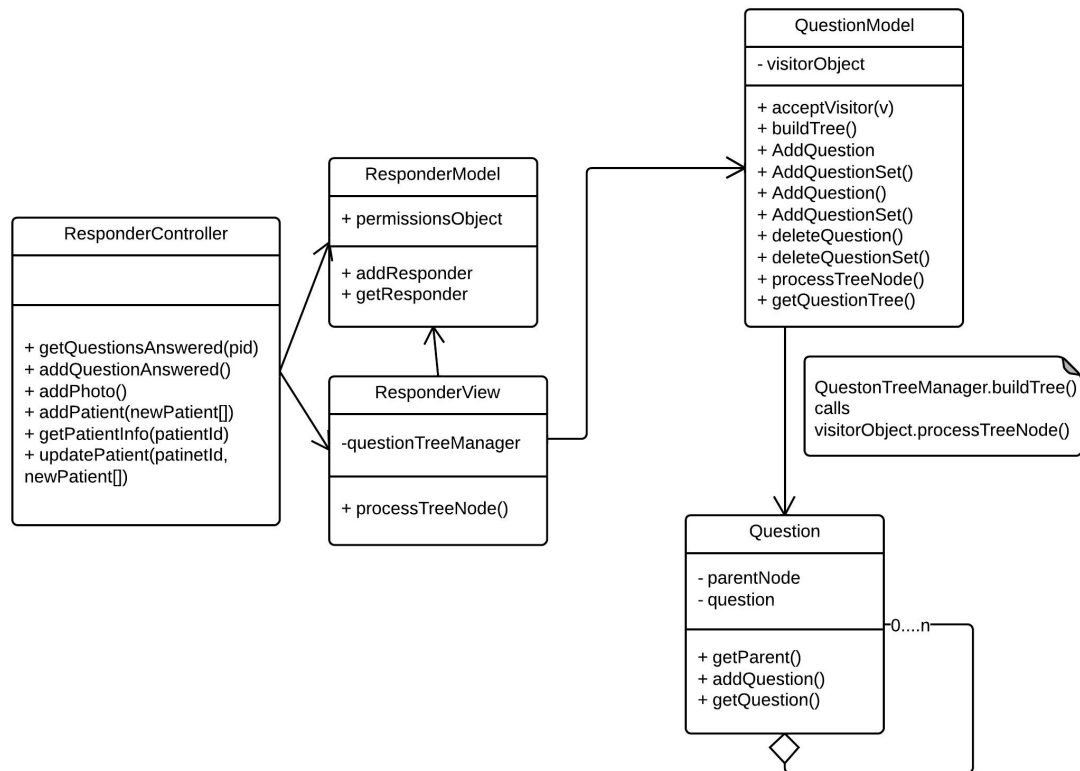 ResponderController
+ getQuestionsAnswered(pid)
+ addQuestionAnswered()
+ addPhoto()
+ addPatient(newPatient[])
+ getPatientInfo(patientId)
+ updatePatient(patinetId,
newPatient[])
ResponderModel
+ permissionsObject
+ addResponder
+ getResponder
ResponderView
-questionTreeManager
+ processTreeNode()
QuestionModel
- visitorObject
+ acceptVisitor(v)
+ buildTree()
+ AddQuestion
+ AddQuestionSet()
+ AddQuestion()
+ AddQuestionSet()
+ deleteQuestion()
+ deleteQuestionSet()
+ processTreeNode()
+ getQuestionTree()
QuestonTreeManager.buildTree()
calls
visitorObject.processTreeNode()
Question
- parentNode
- question
+ getParent()
+ addQuestion()
+ getQuestion()
0....n